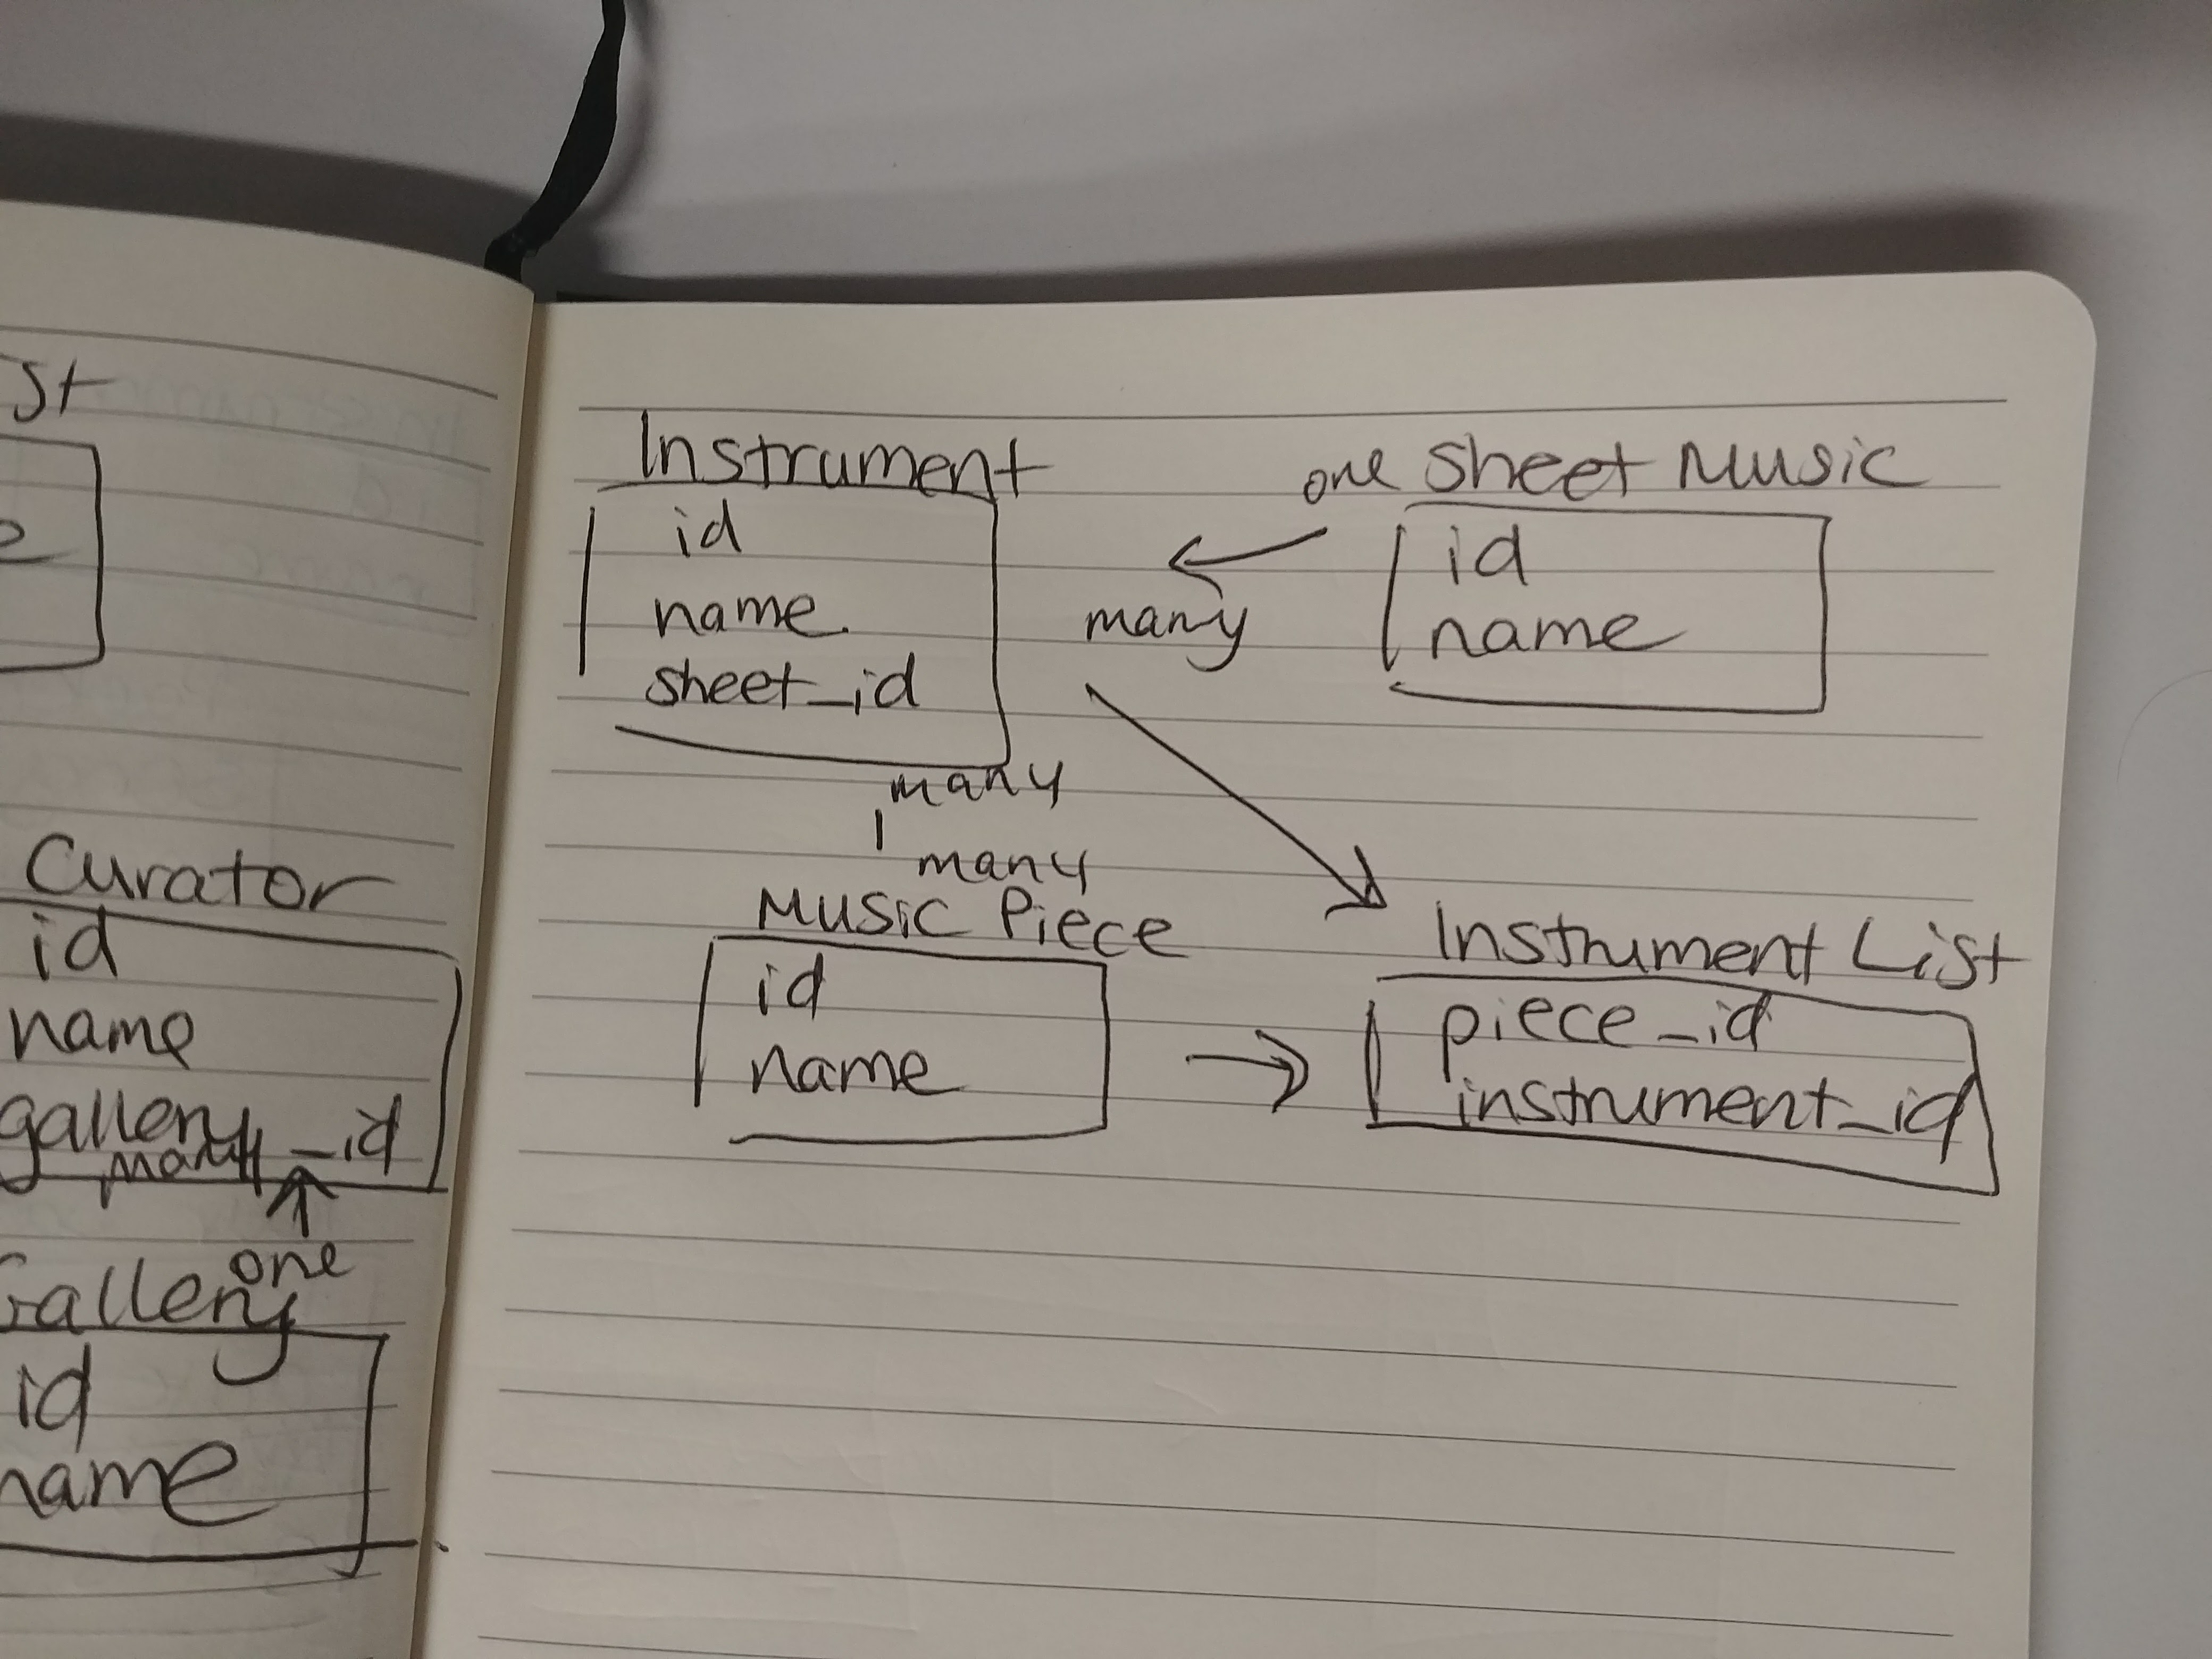 st
Curator
id
name
gallery_id
many
one
Gallery
id
name
Instrument
id
name
sheet_id
many
one Sheet Music
id
name
many
many
Music Piece
id
name
Instrument List
piece_id
instrument_id